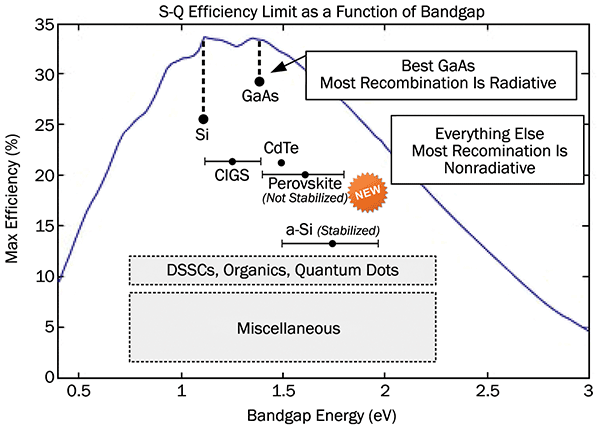 S-Q Efficiency Limit as a Function of Bandgap
35
30
25
20
15
10
5
0
Max Efficiency (%)
Best GaAs
Most Recombination Is Radiative
GaAs
Si
Everything Else
Most Recomination Is
Nonradiative
CdTe
CIGS
Perovskite
(Not Stabilized)
NEW
a-Si (Stabilized)
DSSCs, Organics, Quantum Dots
Miscellaneous
0.5
1
1.5
2
2.5
3
Bandgap Energy (eV)